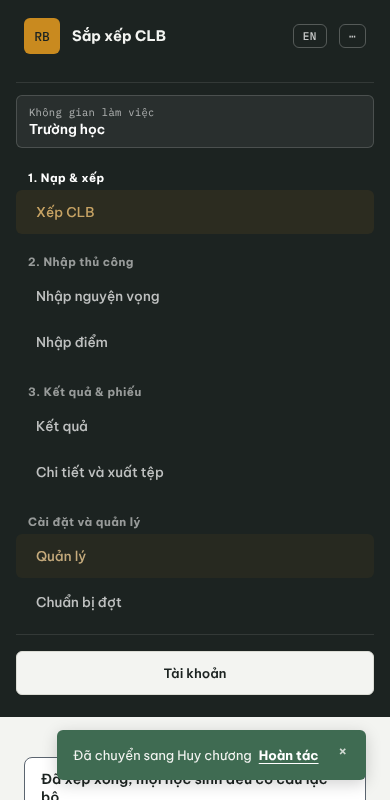 RB
Sắp xếp CLB
EN
⋯
Không gian làm việc
Trường học
1. Nạp & xếp
Xếp CLB
2. Nhập thủ công
Nhập nguyện vọng
Nhập điểm
3. Kết quả & phiếu
Kết quả
Chi tiết và xuất tệp
Cài đặt và quản lý
Quản lý
Chuẩn bị đợt
Tài khoản
Đã chuyển sang Huy chương Hoàn tác ×
Đã xếp xong, mọi học sinh đều có câu lạc
bộ